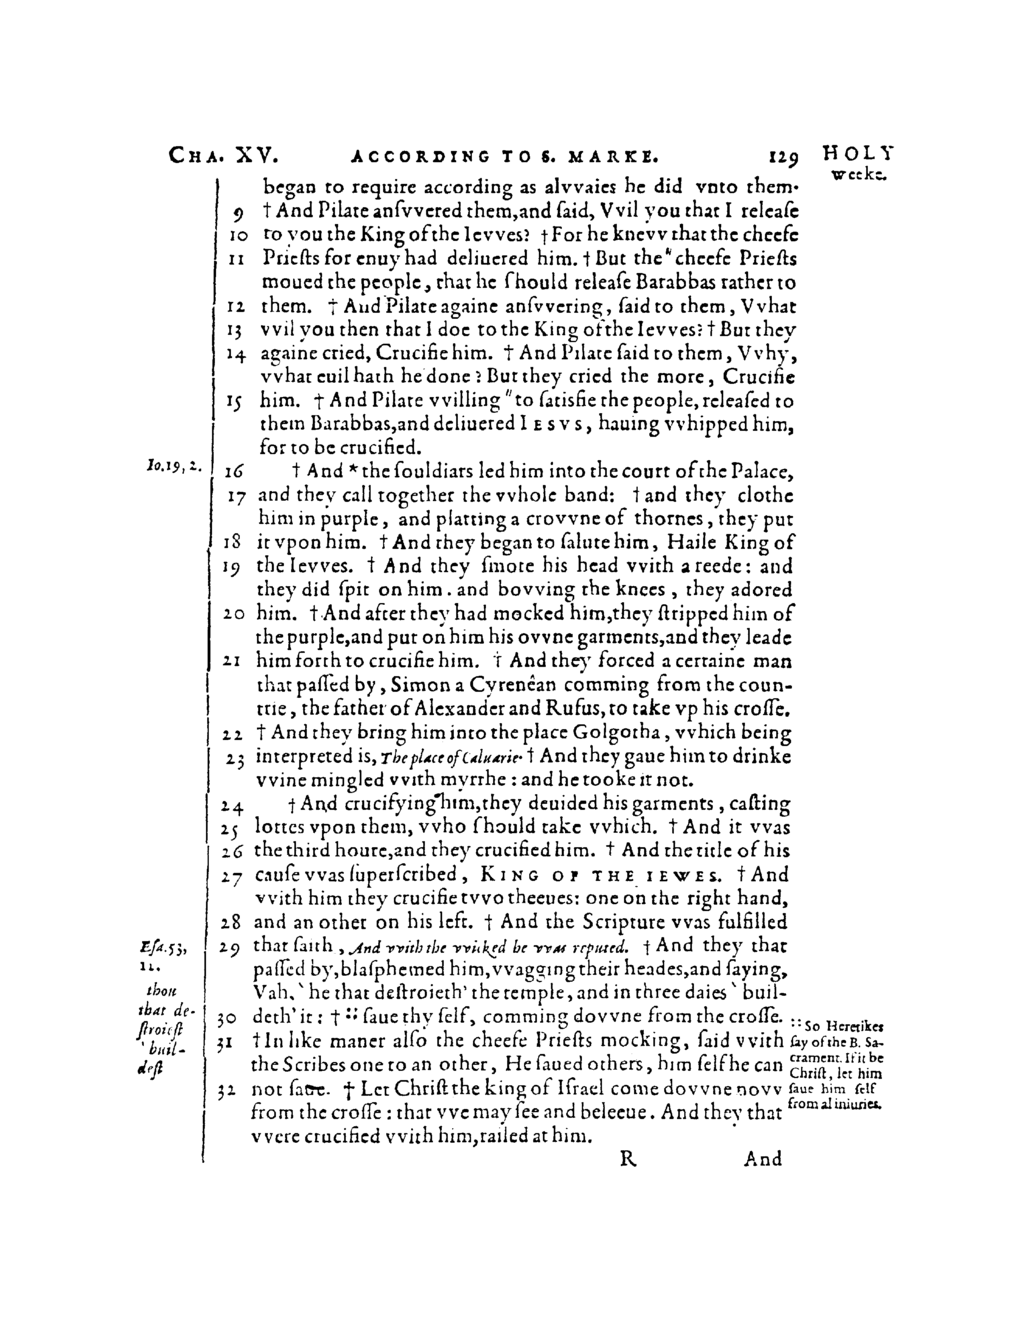 CHA. XV. ACCORDING TO S. MARKE. 129 HOLY
weeke.
began to require according as alvvaies he did vnto them.
9 † And Pilate anſvvered them,and ſaid, Vvil you that I releaſe
10 to you the King of the Ievves? † For he knevv that the cheefe
11 Prieſts for enuy had deliuered him. † But the "cheefe Prieſts
moued the people, that he ſhould releaſe Barabbas rather to
12 them. † And Pilate againe anſvvering, ſaid to them, Vvhat
13 vvil you then that I doe to the King of the Ievves? † But they
14 againe cried, Crucifie him. † And Pilate ſaid to them, Vvhy,
vvhat euil hath he done? But they cried the more, Crucifie
15 him. † And Pilate vvilling "to ſatisfie the people, releaſed to
them Barabbas,and deliuered IESVS, hauing vvhipped him,
for to be crucified.
Io.19, 2.
16 † And * the ſouldiars led him into the court of the Palace,
17 and they call together the vvhole band: † and they clothe
him in purple, and platting a crovvne of thornes, they put
18 it vpon him. † And they began to ſalute him, Haile King of
19 the Ievves. † And they ſmote his head vvith a reede: and
they did ſpit on him. and bovving the knees, they adored
20 him. † And after they had mocked him,they ſtripped him of
the purple,and put on him his ovvne garments,and they leade
21 him forth to crucifie him. † And they forced a certaine man
that paſſed by, Simon a Cyrenêan comming from the coun-
trie, the father of Alexander and Rufus, to take vp his croſſe.
22 † And they bring him into the place Golgotha, vvhich being
23 interpreted is, The place of Caluarie. † And they gaue him to drinke
vvine mingled vvith myrrhe: and he tooke it not.
24 † And crucifying him,they deuided his garments, caſting
25 lottes vpon them, vvho ſhould take vvhich. † And it vvas
26 the third houre,and they crucified him. † And the title of his
27 cauſe vvas ſuperſcribed, KING OF THE IEWES. † And
vvith him they crucifie tvvo theeues: one on the right hand,
28 and an other on his left. † And the Scripture vvas fulfilled
Eſa.53,
12.
29 that ſaith, And vvith the vvicked he vvas reputed. † And they that
paſſed by,blaſphemed him,vvagging their heades,and ſaying,
thou
that de-
ſtroieſt
' buil-
deſt
Vah, ' he that deſtroieth' the temple, and in three daies ' buil-
30 deth' it: † :: ſaue thy ſelf, comming dovvne from the croſſe.
31 † In like maner alſo the cheefe Prieſts mocking, ſaid vvith
the Scribes one to an other, He ſaued others, him ſelf he can
32 not ſaue. † Let Chriſt the king of Iſrael come dovvne novv
from the croſſe: that vve may ſee and beleeue. And they that
vvere crucified vvith him,railed at him.
:: So Heretikes
ſay of the B. Sa-
crament. If it be
Chriſt, let him
ſaue him ſelf
from al iniuries.
R And